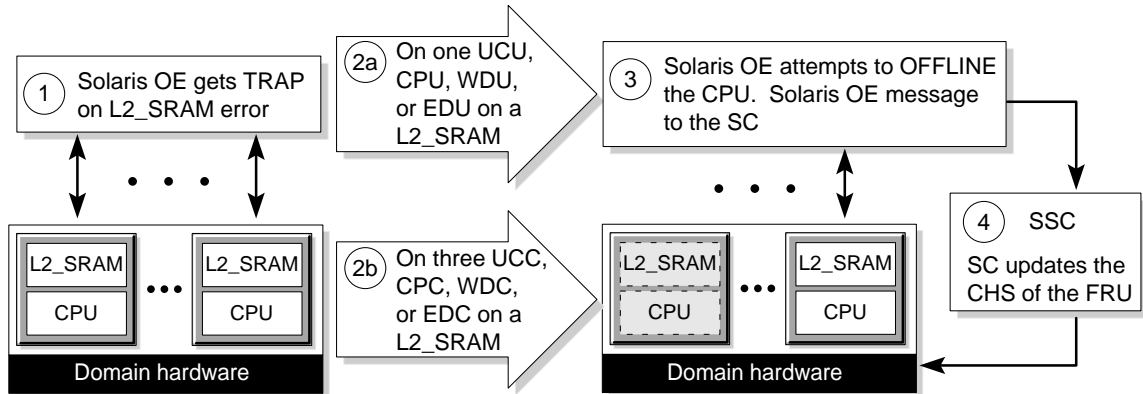 1
Solaris OE gets TRAP
on L2_SRAM error
2a
On one UCU,
CPU, WDU,
or EDU on a
L2_SRAM
3
Solaris OE attempts to OFFLINE
the CPU.  Solaris OE message
to the SC
4
SSC
SC updates the
CHS of the FRU
L2_SRAM
CPU
L2_SRAM
CPU
Domain hardware
2b
On three UCC,
CPC, WDC,
or EDC on a
L2_SRAM
L2_SRAM
CPU
L2_SRAM
CPU
Domain hardware